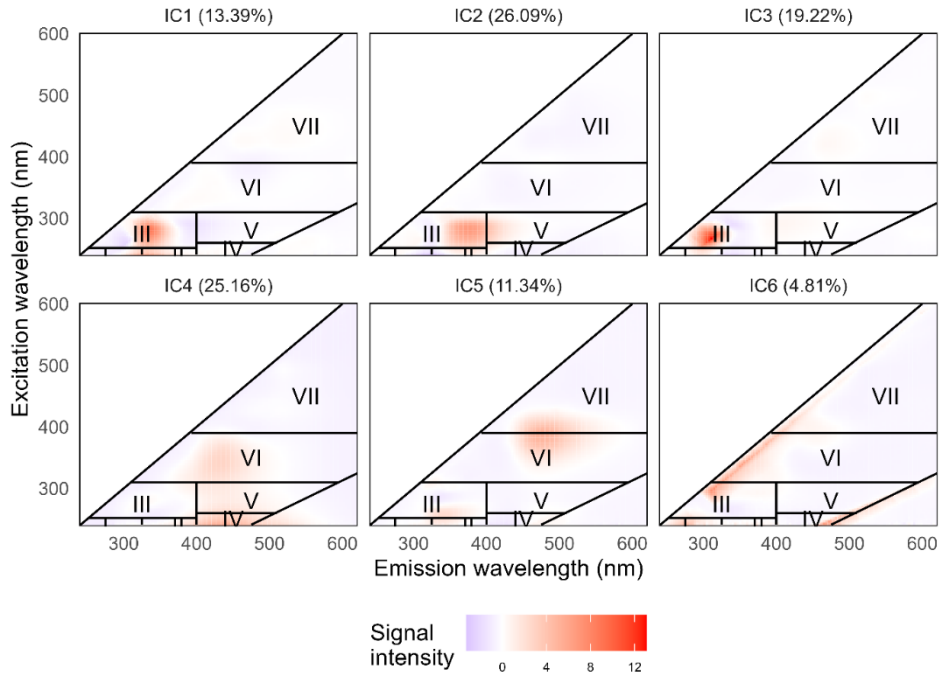 IC1 (13.39%) IC2 (26.09%) IC3 (19.22%)
600
500
400
300
VII VII VII
VI VI VI
III V III V III V
IV IV IV
IC4 (25.16%) IC5 (11.34%) IC6 (4.81%)
600
500
400
300
VII VII VII
VI VI VI
III V III V III V
IV IV IV
300 400 500 600 300 400 500 600 300 400 500 600
Excitation wavelength (nm)
Emission wavelength (nm)
Signal
intensity
0 4 8 12